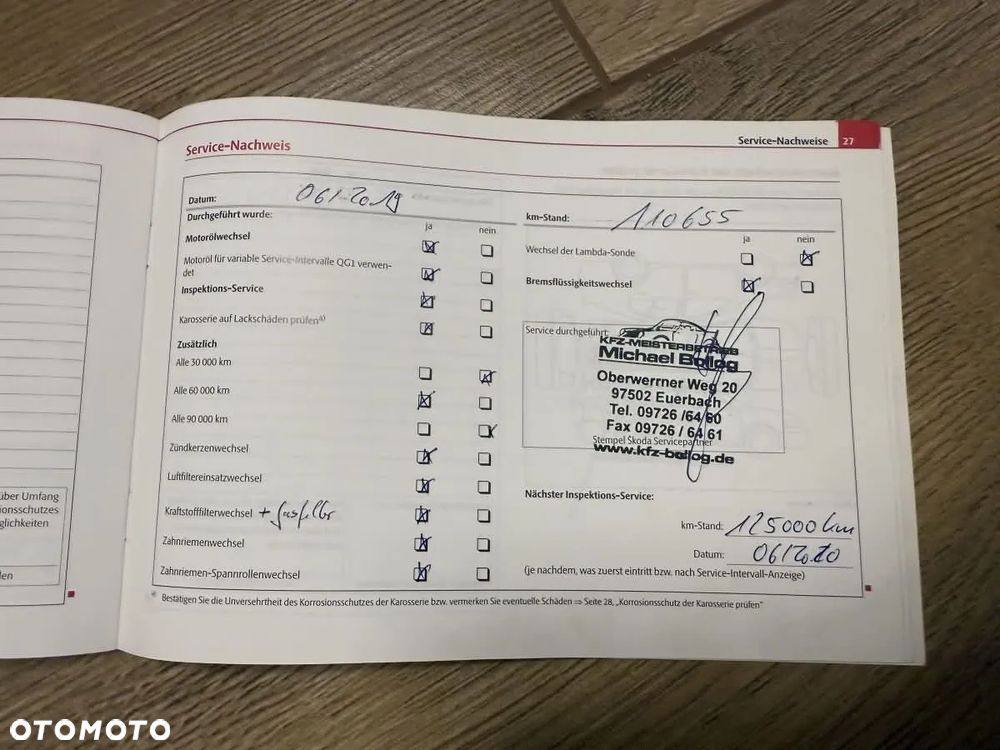 Service-Nachweise 27
Service-Nachweis
Datum: 06/2019
Durchgeführt wurde:
ja nein
Motorölwechsel
Motoröl für variable Service-Intervalle QG1 verwen-
det
Inspektions-Service
Karosserie auf Lackschäden prüfen a)
Zusätzlich
Alle 30 000 km
Alle 60 000 km
Alle 90 000 km
Zündkerzenwechsel
Luftfiltereinsatzwechsel
Kraftstofffilterwechsel + Gasfilter
Zahnriemenwechsel
Zahnriemen-Spannrollenwechsel
km-Stand: 110655
ja nein
Wechsel der Lambda-Sonde
Bremsflüssigkeitswechsel
Service durchgeführt:
KFZ-MEISTERBETRIEB
Michael Bollog
Oberwerrner Weg 20
97502 Euerbach
Tel. 09726 /64 60
Fax 09726 / 64 61
Stempel Škoda Servicepartner
www.kfz-bollog.de
Nächster Inspektions-Service:
km-Stand: 125000 km
Datum: 06/2020
(je nachdem, was zuerst eintritt bzw. nach Service-Intervall-Anzeige)
a) Bestätigen Sie die Unversehrtheit des Korrosionsschutzes der Karosserie bzw. vermerken Sie eventuelle Schäden ⇒ Seite 28, „Korrosionsschutz der Karosserie prüfen"
über Umfang
ionsschutzes
glichkeiten
den
OTOMOTO